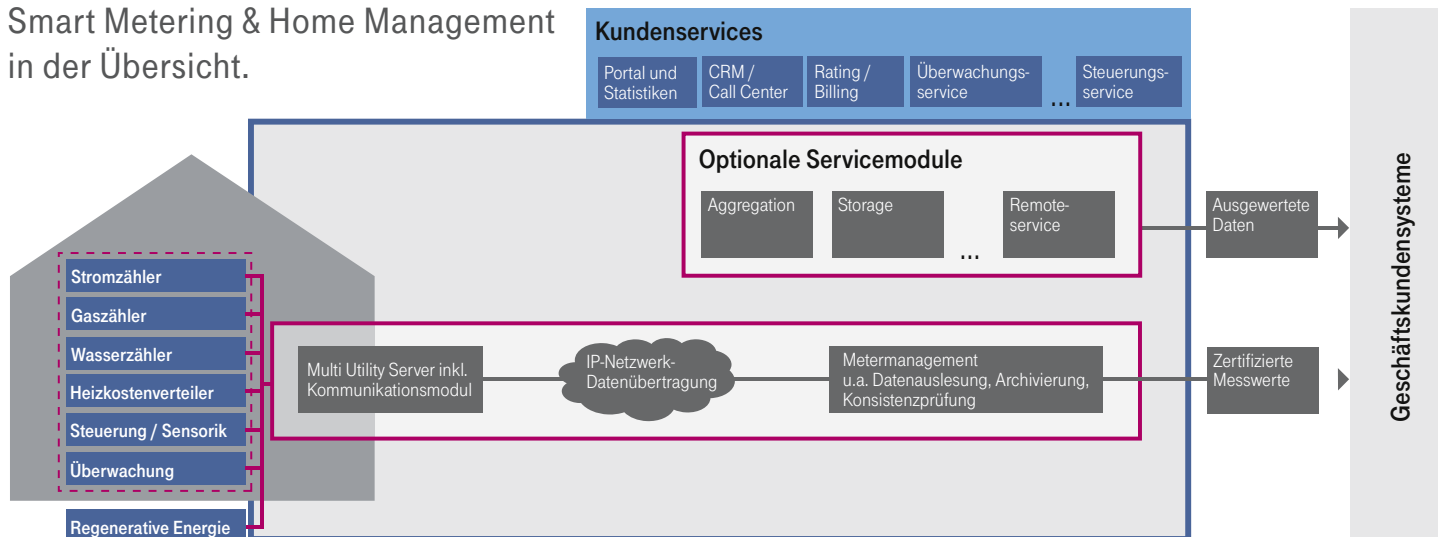 Smart Metering & Home Management
in der Übersicht.
Kundenservices
Portal und
Statistiken
CRM /
Call Center
Rating /
Billing
Überwachungs-
service
...
Steuerungs-
service
Optionale Servicemodule
Aggregation
Storage
...
Remote-
service
Ausgewertete
Daten
Stromzähler
Gaszähler
Wasserzähler
Heizkostenverteiler
Steuerung / Sensorik
Überwachung
Regenerative Energie
Multi Utility Server inkl.
Kommunikationsmodul
IP-Netzwerk-
Datenübertragung
Metermanagement
u.a. Datenauslesung, Archivierung,
Konsistenzprüfung
Zertifizierte
Messwerte
Geschäftskundensysteme